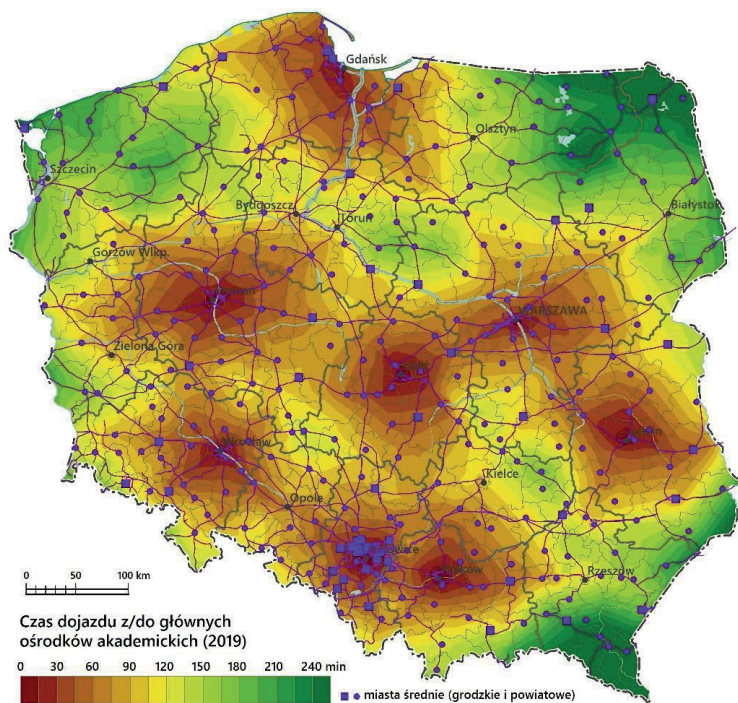 Gdańsk
Olsztyn
Szczecin
Bydgoszcz
Toruń
Białystok
Gorzów Wlkp.
WARSZAWA
Zielona Góra
Kielce
Opole
Rzeszów
0 50 100 km
Czas dojazdu z/do głównych
ośrodków akademickich (2019)
0 30 60 90 120 150 180 210 240 min
miasta średnie (grodzkie i powiatowe)